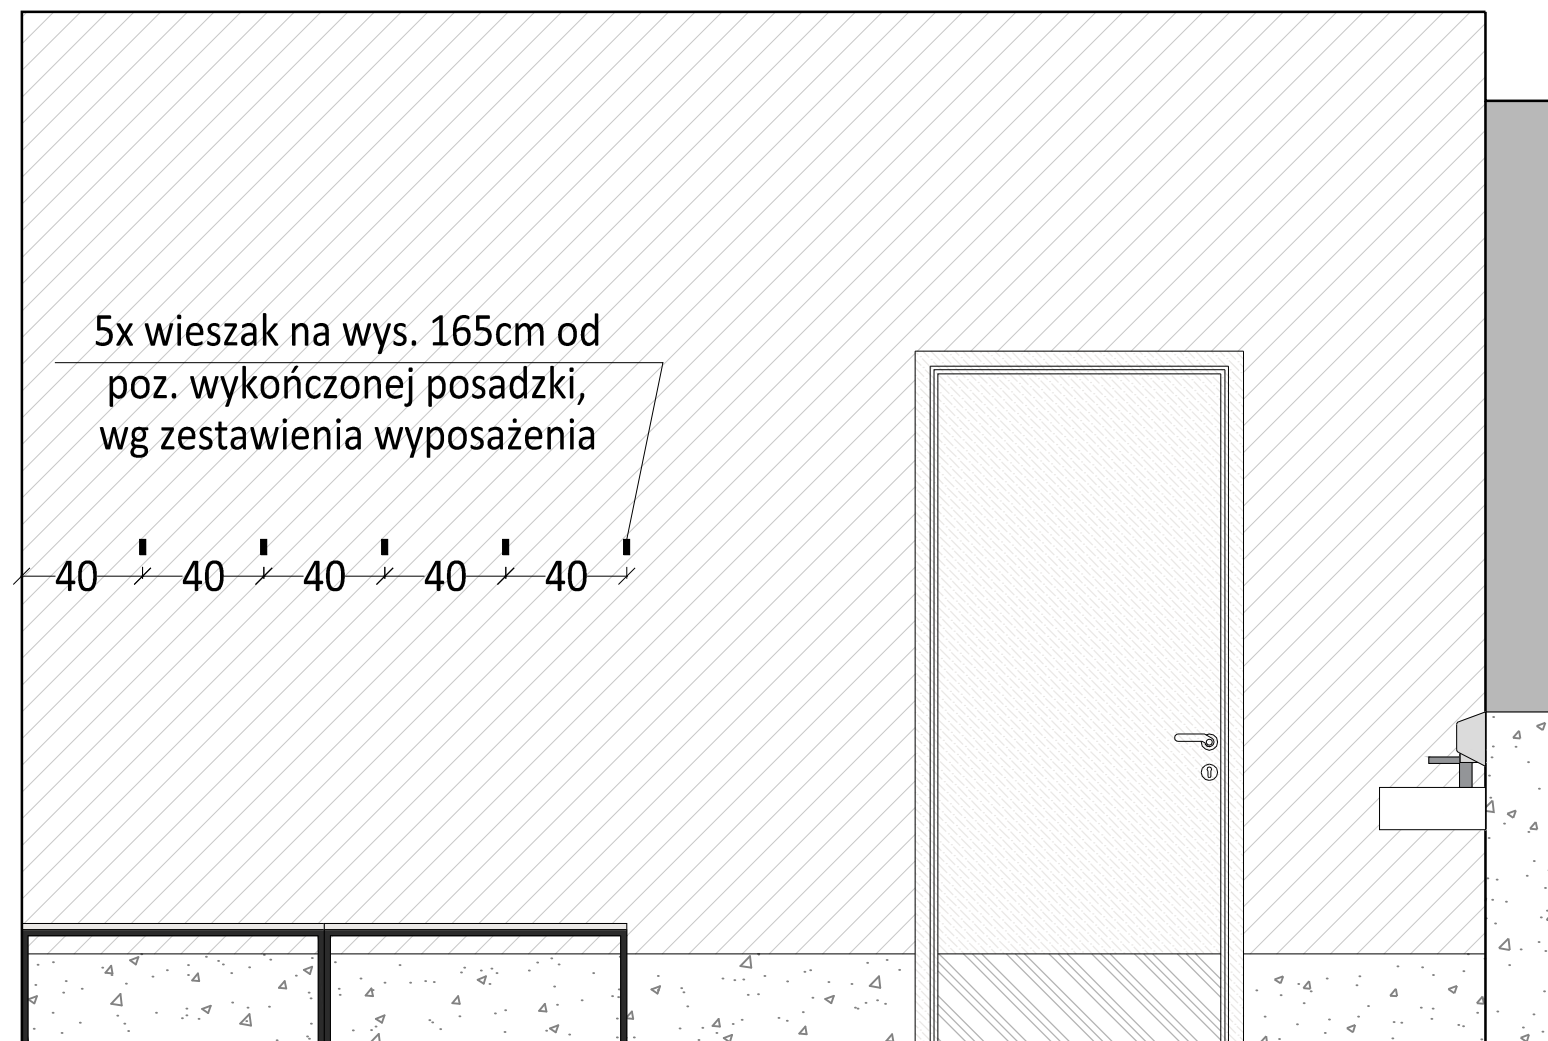 5x wieszak na wys. 165cm od
poz. wykończonej posadzki,
wg zestawienia wyposażenia
40 40 40 40 40